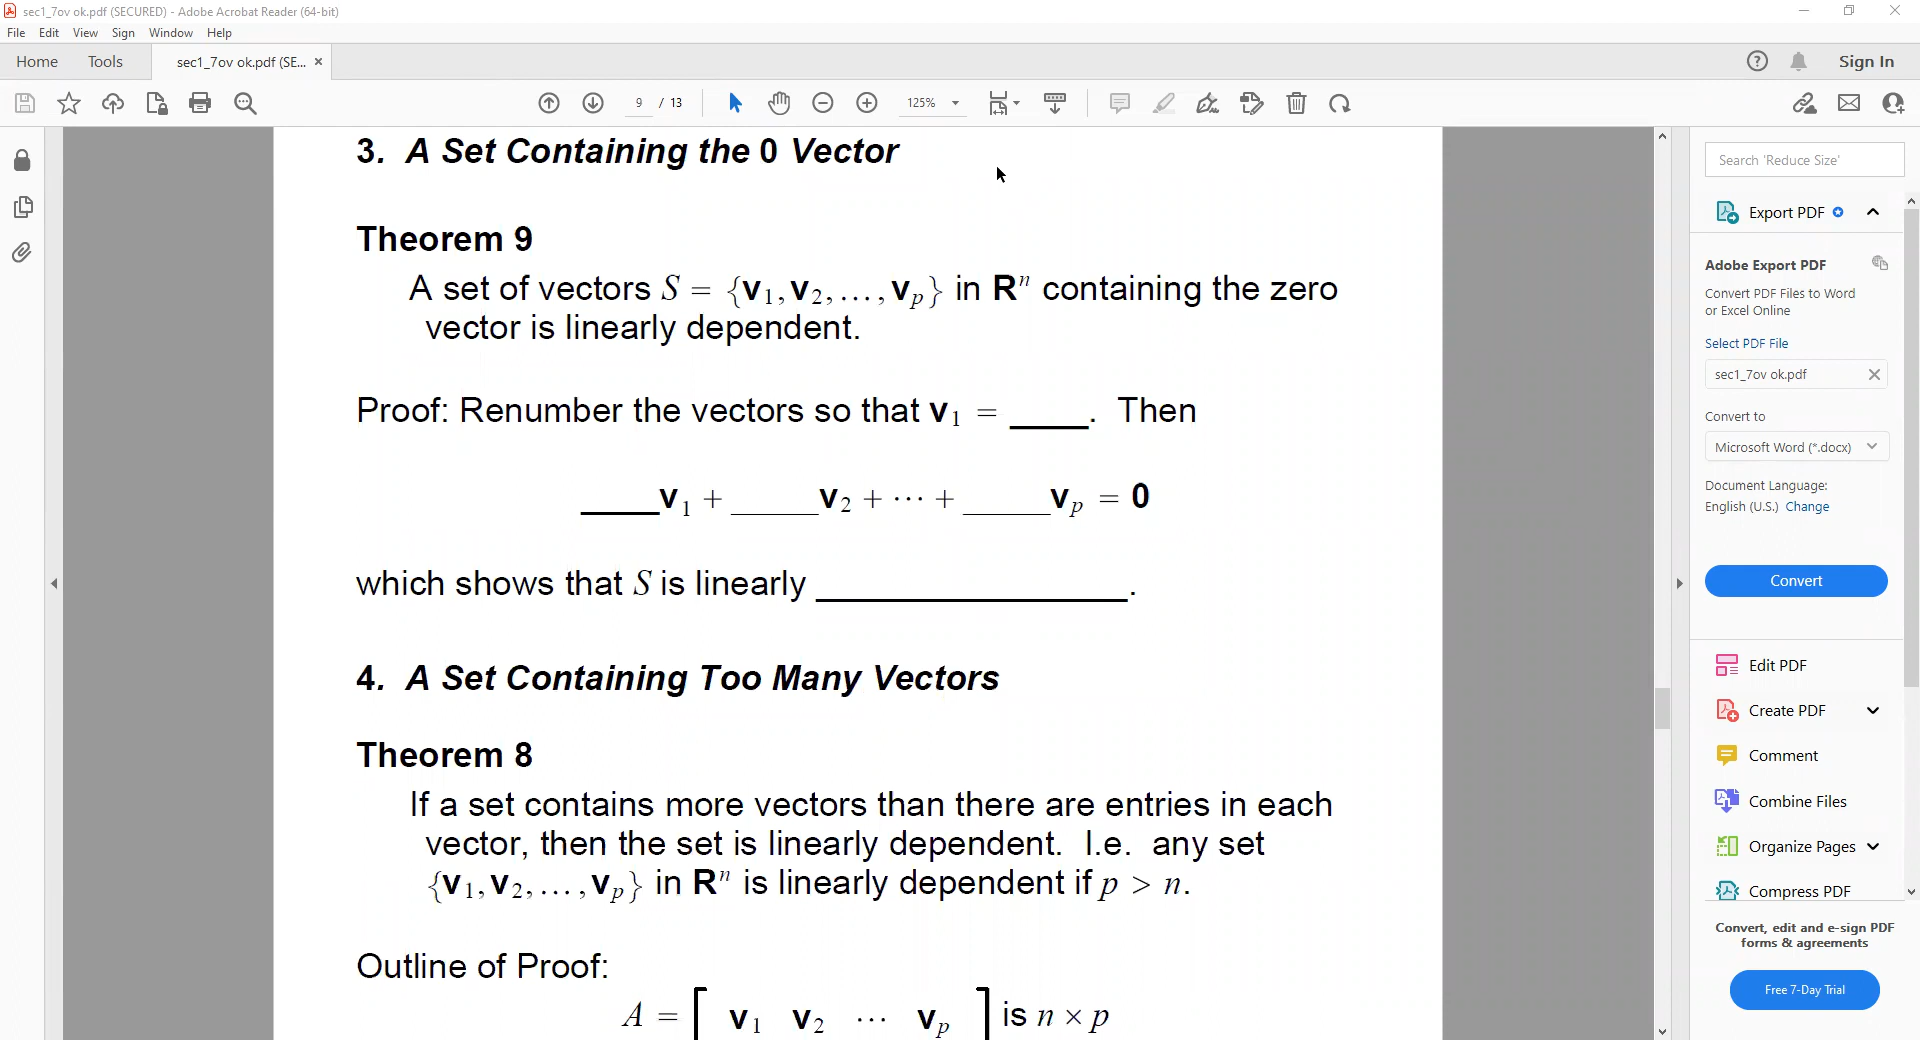 sec1_7ov ok.pdf (SECURED) - Adobe Acrobat Reader (64-bit)
File Edit View Sign Window Help
Home Tools sec1_7ov ok.pdf (SE... × Sign In
9 / 13 125%
3. A Set Containing the 0 Vector
Theorem 9
A set of vectors S = {v₁, v₂, …, vₚ} in Rⁿ containing the zero
vector is linearly dependent.
Proof: Renumber the vectors so that v₁ = ____. Then
____v₁ + _____v₂ + ⋯ + _____vₚ = 0
which shows that S is linearly ________________.
4. A Set Containing Too Many Vectors
Theorem 8
If a set contains more vectors than there are entries in each
vector, then the set is linearly dependent. I.e. any set
{v₁, v₂, …, vₚ} in Rⁿ is linearly dependent if p > n.
Outline of Proof:
A = [ v₁ v₂ ⋯ vₚ ] is n × p
Search 'Reduce Size'
Export PDF
Adobe Export PDF
Convert PDF Files to Word
or Excel Online
Select PDF File
sec1_7ov ok.pdf
Convert to
Microsoft Word (*.docx)
Document Language:
English (U.S.) Change
Convert
Edit PDF
Create PDF
Comment
Combine Files
Organize Pages
Compress PDF
Convert, edit and e-sign PDF
forms & agreements
Free 7-Day Trial